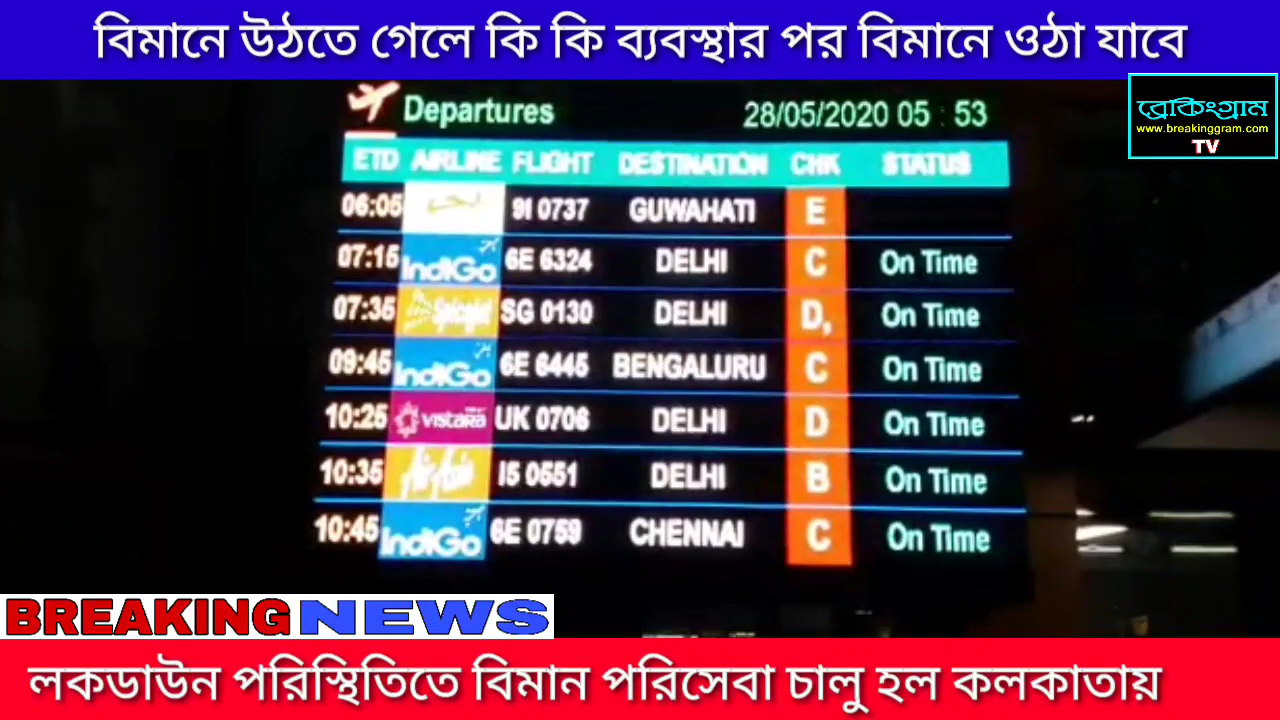 বিমানে উঠতে গেলে কি কি ব্যবস্থার পর বিমানে ওঠা যাবে
ব্রেকিংগ্রাম
www.breakinggram.com
TV
Departures 28/05/2020 05 : 53
ETD AIRLINE FLIGHT DESTINATION CHK STATUS
06:05 9I 0737 GUWAHATI E
07:15 IndiGo 6E 6324 DELHI C On Time
07:35 Spicejet SG 0130 DELHI D, On Time
09:45 IndiGo 6E 6445 BENGALURU C On Time
10:25 vistara UK 0706 DELHI D On Time
10:35 AirAsia I5 0551 DELHI B On Time
10:45 IndiGo 6E 0759 CHENNAI C On Time
BREAKING NEWS
লকডাউন পরিস্থিতিতে বিমান পরিসেবা চালু হল কলকাতায়